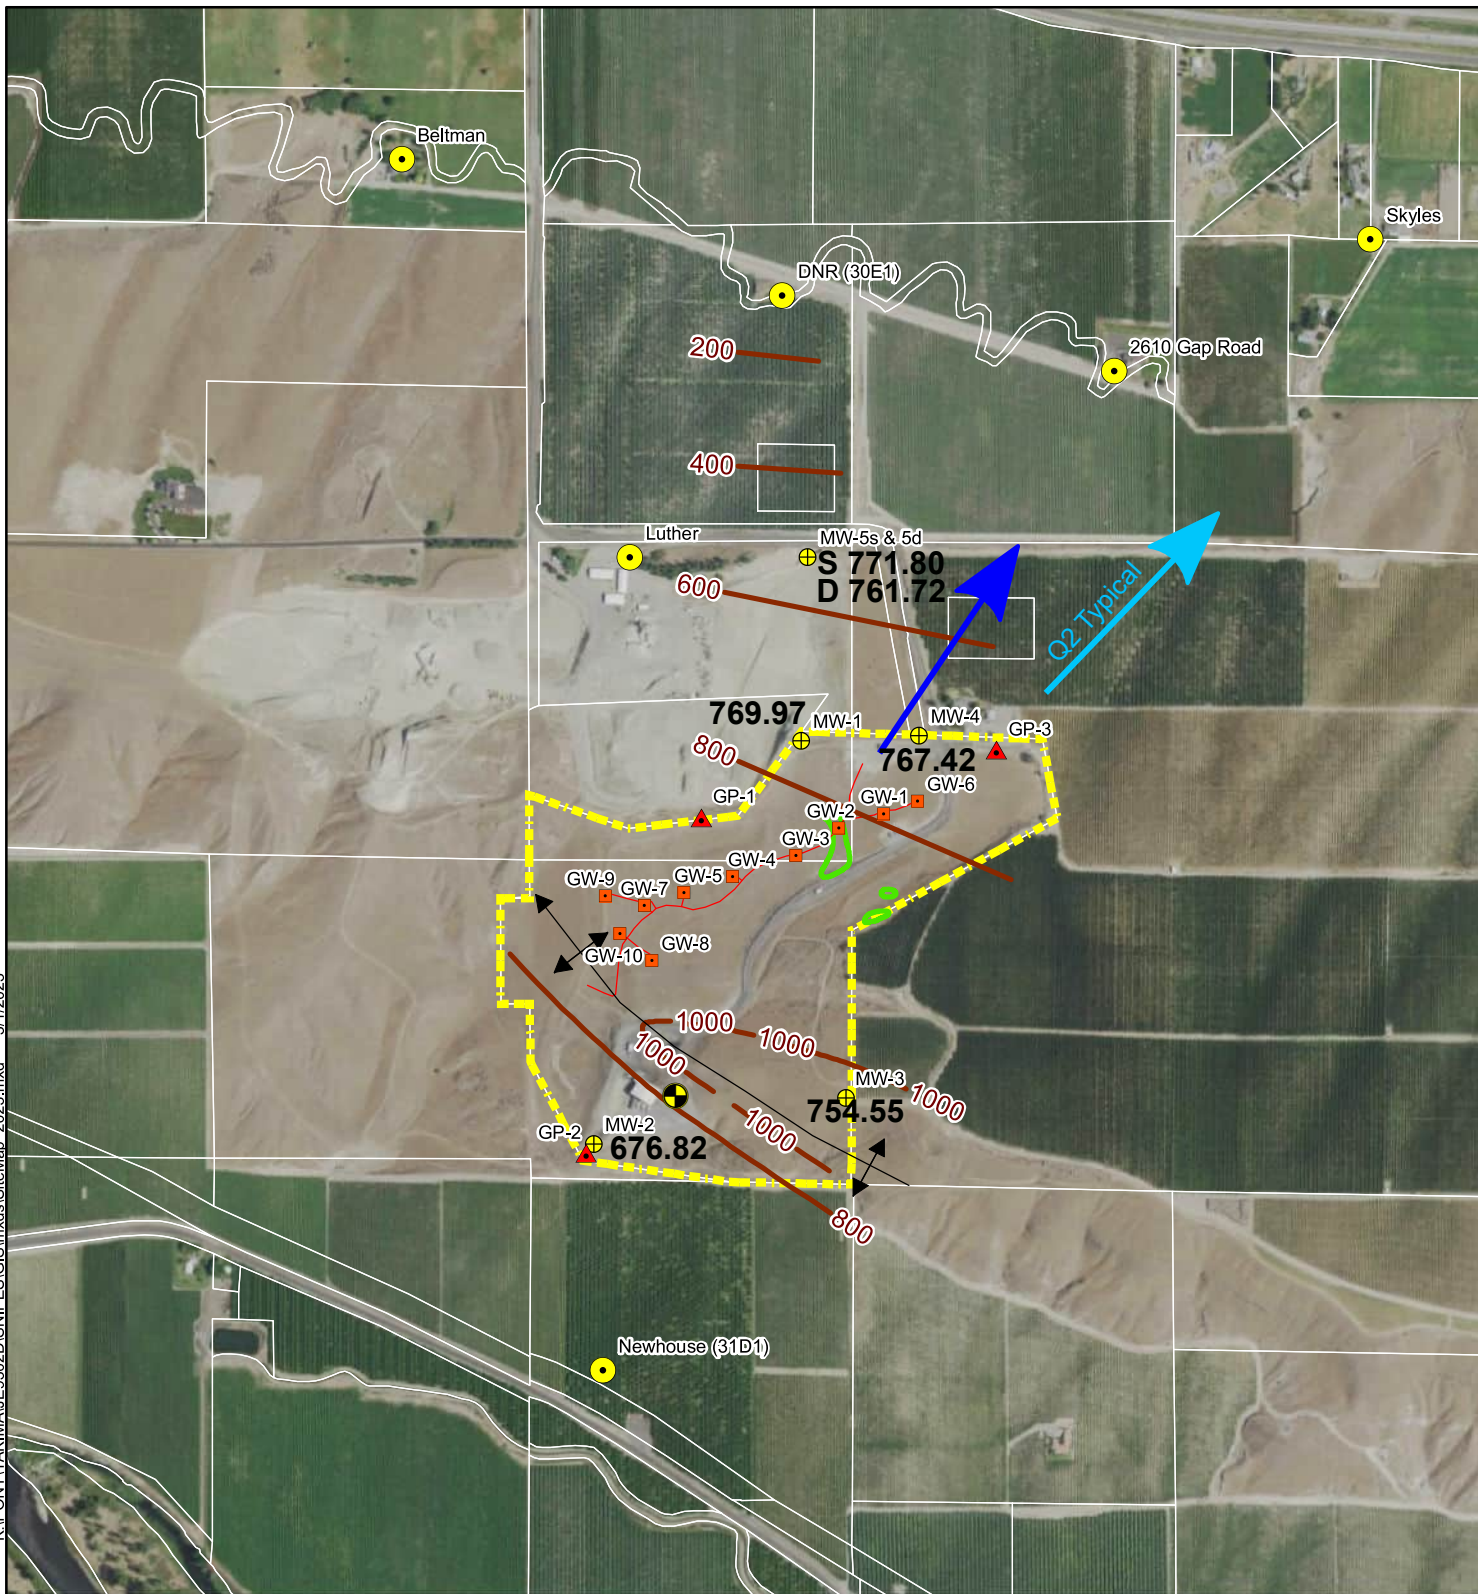 Beltman
Skyles
DNR (30E1)
2610 Gap Road
200
400
Luther
MW-5s & 5d
S 771.80
D 761.72
600
Q2 Typical
769.97
MW-1
MW-4
GP-3
767.42
800
GP-1
GW-6
GW-1
GW-2
GW-3
GW-4
GW-5
GW-9
GW-7
GW-8
GW-10
1000
1000
1000
1000
1000
MW-3
754.55
GP-2
MW-2
676.82
800
Newhouse (31D1)